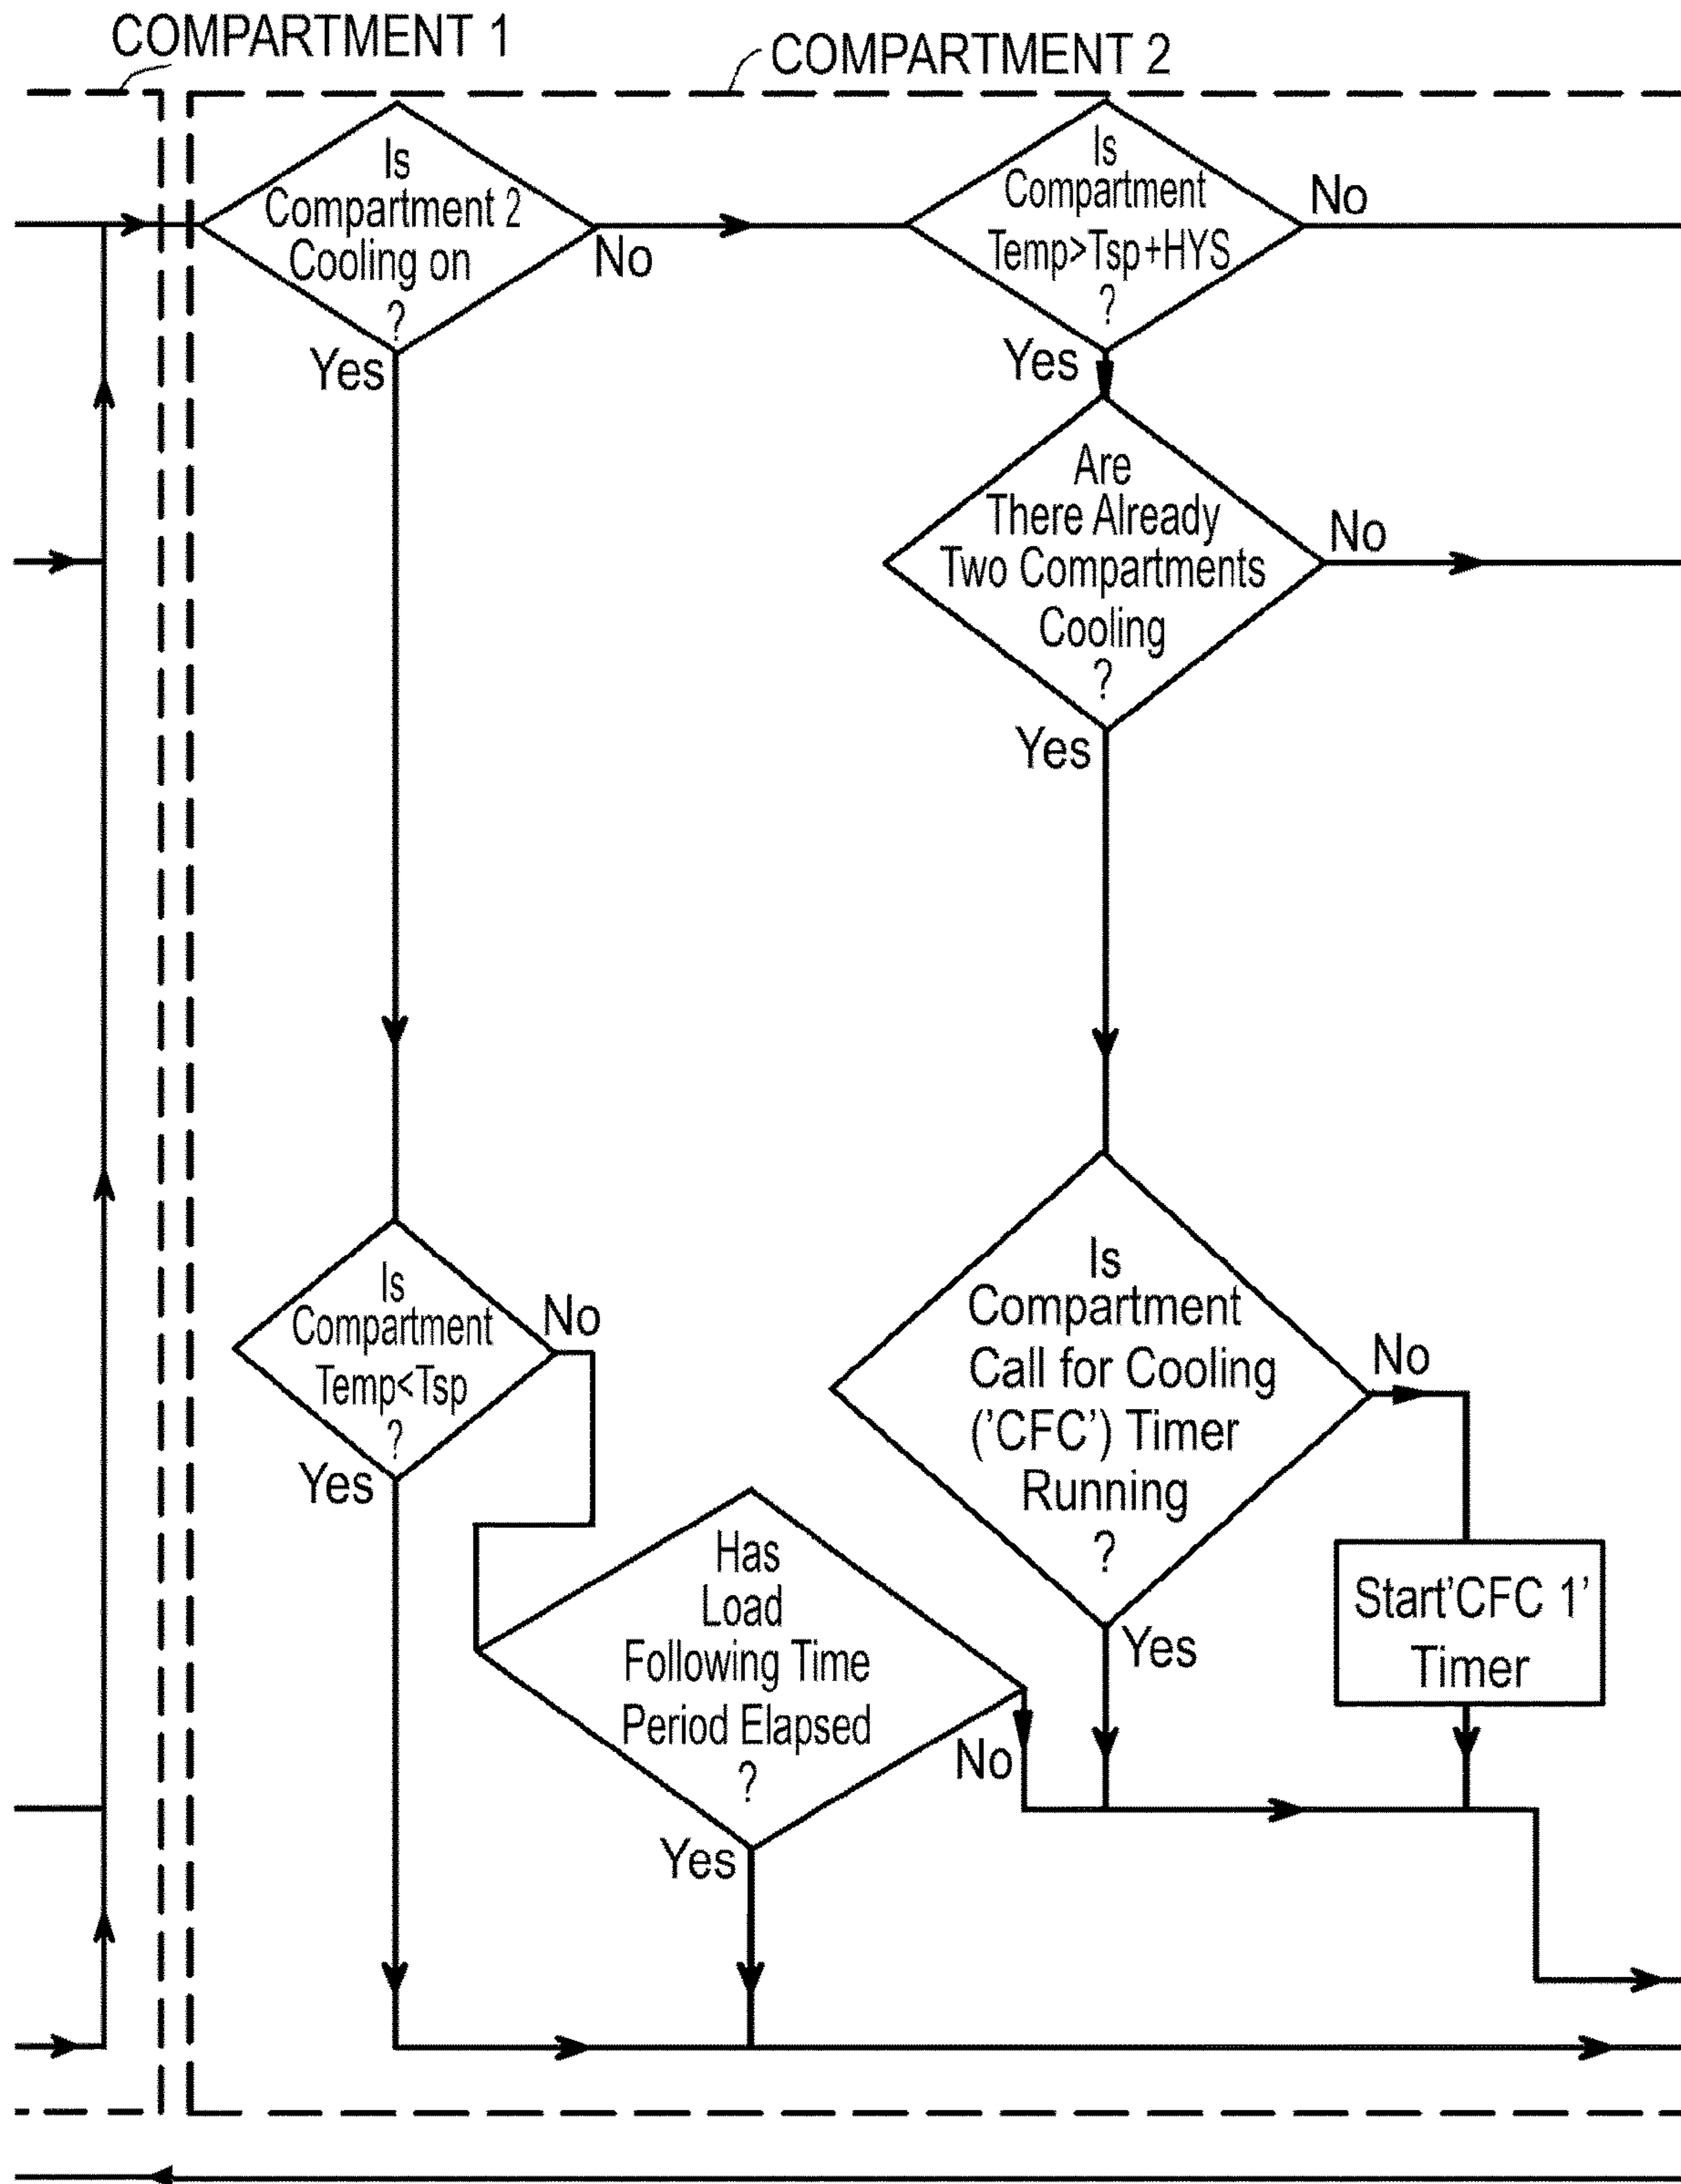 COMPARTMENT 1
COMPARTMENT 2
Is
Compartment 2
Cooling on
?
No
Yes
Is
Compartment
Temp>Tsp+HYS
?
No
Yes
Are
There Already
Two Compartments
Cooling
?
No
Yes
Is
Compartment
Temp<Tsp
?
No
Yes
Is
Compartment
Call for Cooling
('CFC') Timer
Running
?
No
Yes
Has
Load
Following Time
Period Elapsed
?
No
Yes
Start'CFC 1'
Timer